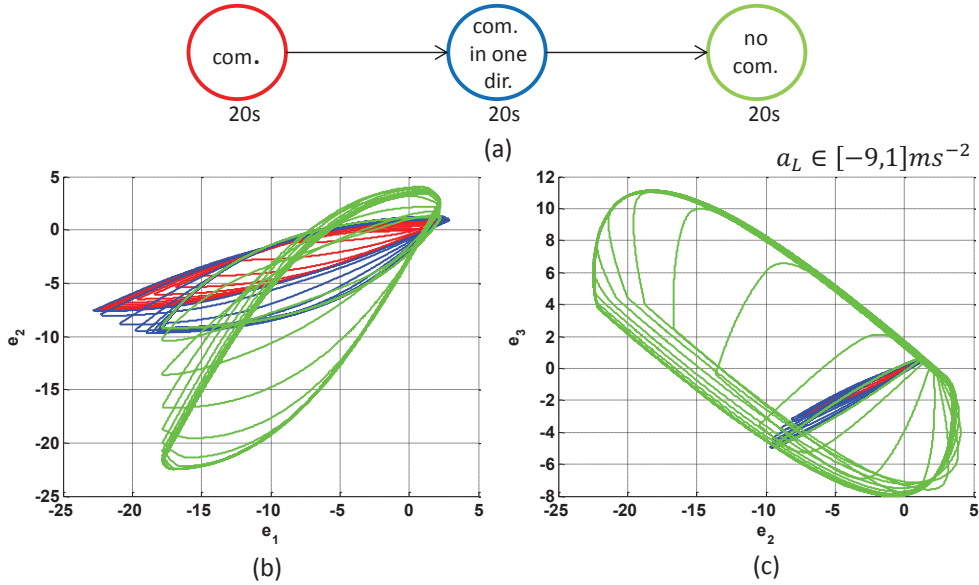 com.
com.
in one
dir.
no
com.
20s
20s
20s
(a)
a_L ∈ [−9,1]ms⁻²
5
0
-5
-10
-15
-20
-25
e₂
-25
-20
-15
-10
-5
0
5
e₁
(b)
12
10
8
6
4
2
0
-2
-4
-6
-8
e₃
-25
-20
-15
-10
-5
0
5
e₂
(c)